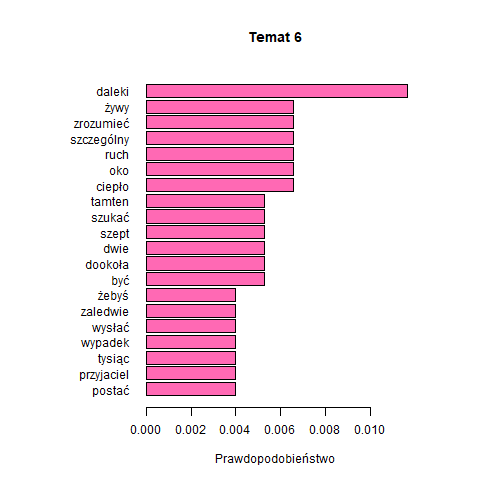 Temat 6
daleki
żywy
zrozumieć
szczególny
ruch
oko
ciepło
tamten
szukać
szept
dwie
dookoła
być
żebyś
zaledwie
wysłać
wypadek
tysiąc
przyjaciel
postać
0.000 0.002 0.004 0.006 0.008 0.010
Prawdopodobieństwo